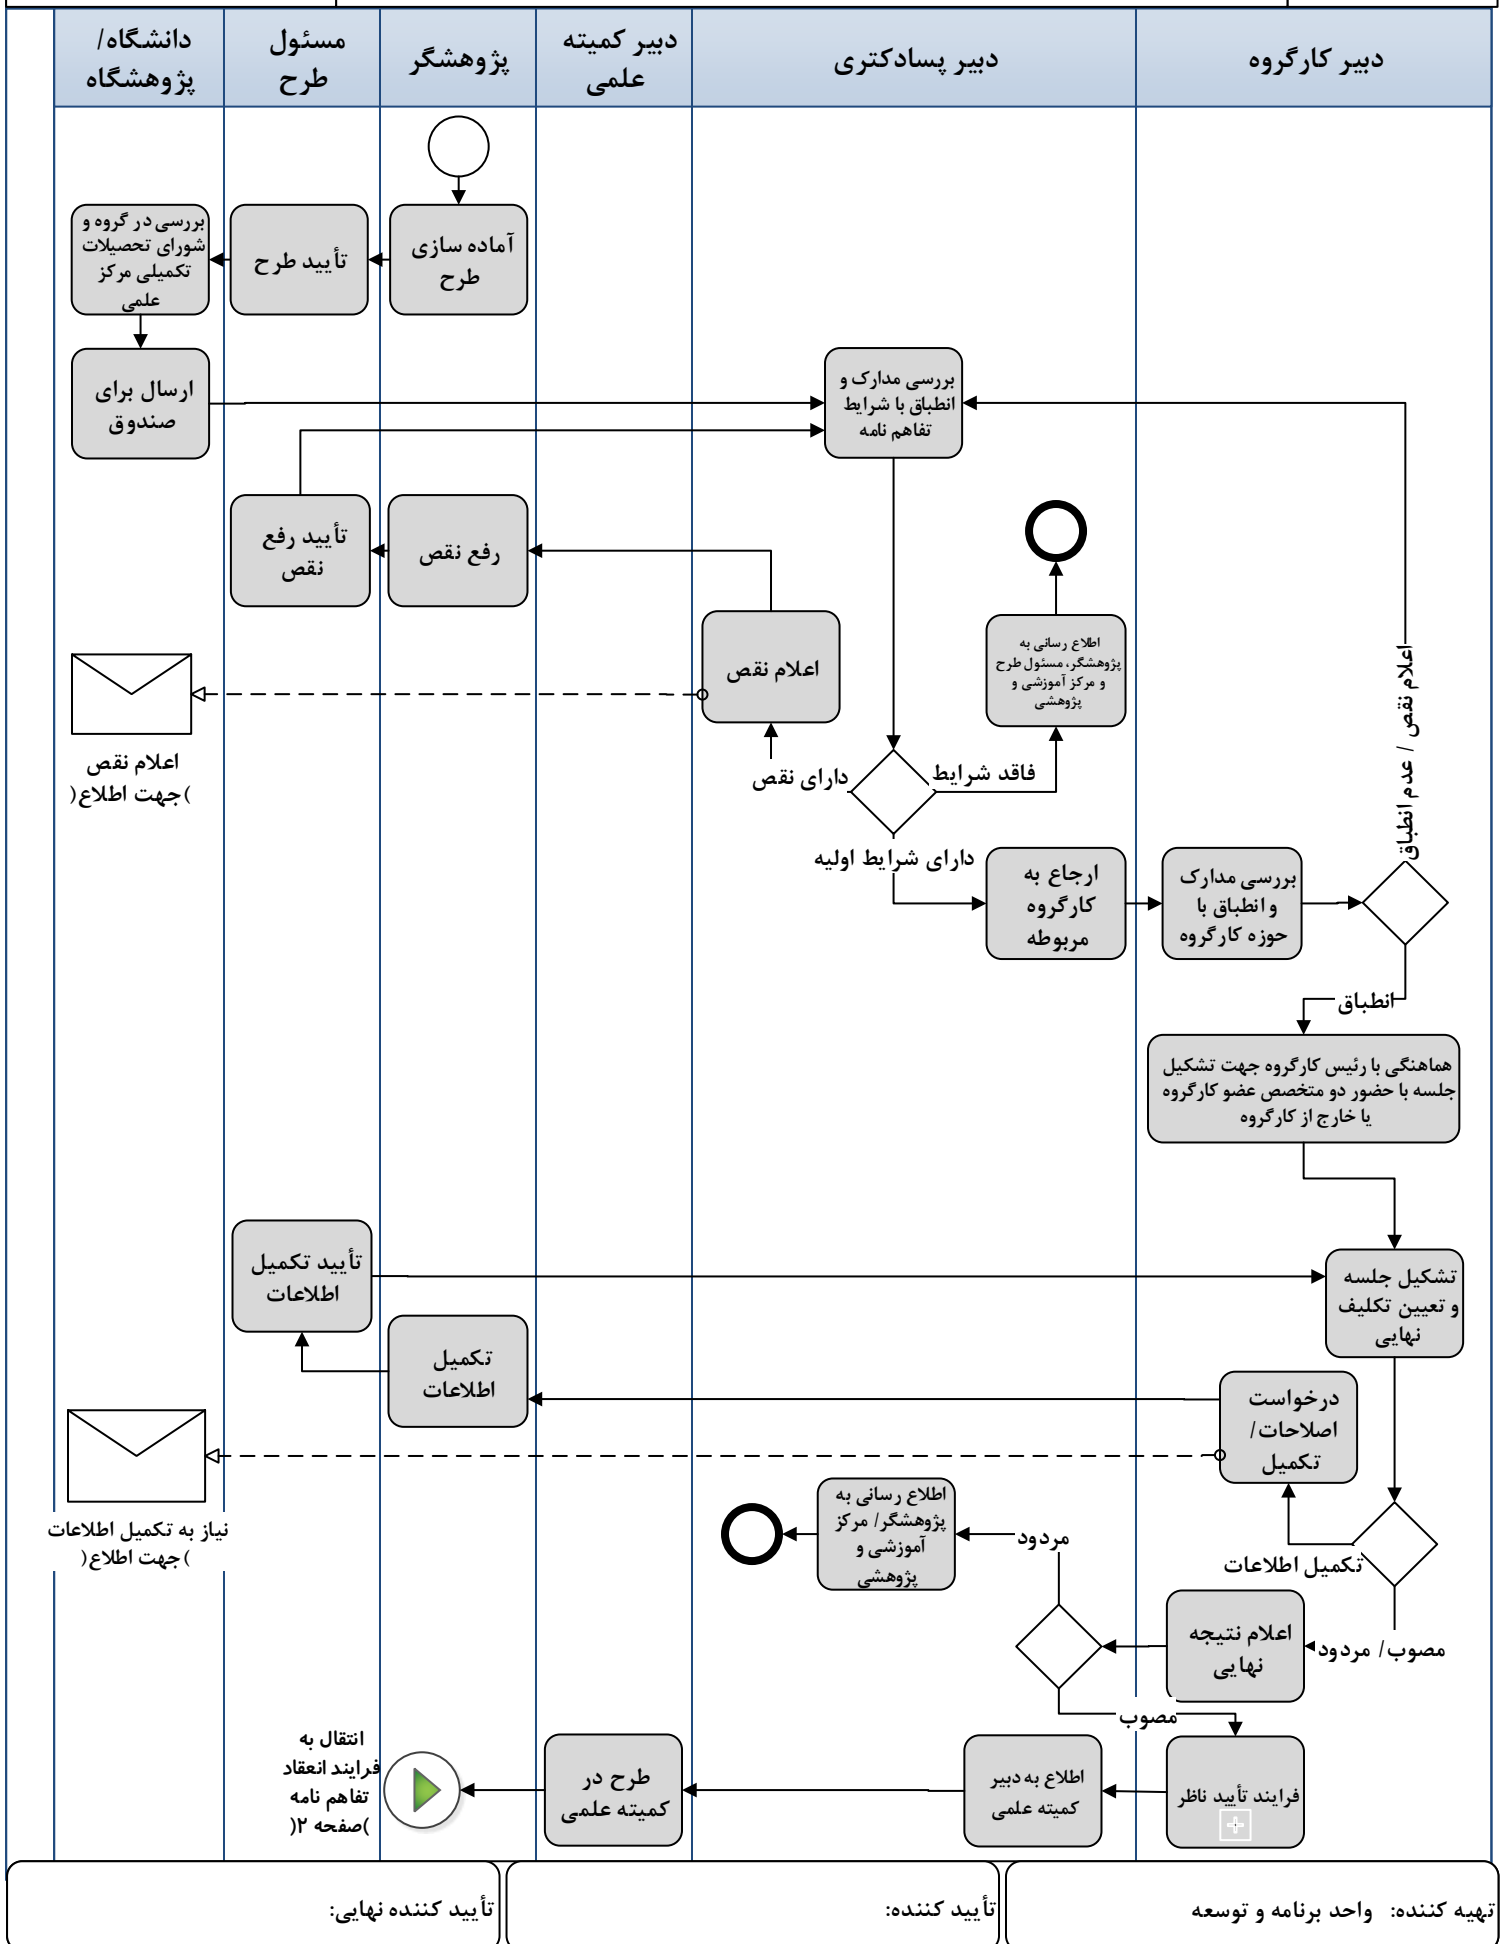 دبیر کارگروه
دبیر پسادکتری
دبیر کمیته
علمی
پژوهشگر
مسئول
طرح
دانشگاه/
پژوهشگاه
آماده سازی
طرح
تأیید طرح
بررسی در گروه و
شورای تحصیلات
تکمیلی مرکز
علمی
ارسال برای
صندوق
بررسی مدارک و
انطباق با شرایط
تفاهم نامه
رفع نقص
تأیید رفع
نقص
اعلام نقص
اطلاع رسانی به
پژوهشگر، مسئول طرح
و مرکز آموزشی و
پژوهشی
اعلام نقص / عدم انطباق
اعلام نقص
)جهت اطلاع(
فاقد شرایط
دارای نقص
دارای شرایط اولیه
ارجاع به
کارگروه
مربوطه
بررسی مدارک
و انطباق با
حوزه کارگروه
انطباق
هماهنگی با رئیس کارگروه جهت تشکیل
جلسه با حضور دو متخصص عضو کارگروه
یا خارج از کارگروه
تشکیل جلسه
و تعیین تکلیف
نهایی
تأیید تکمیل
اطلاعات
تکمیل
اطلاعات
درخواست
اصلاحات/
تکمیل
نیاز به تکمیل اطلاعات
)جهت اطلاع(
اطلاع رسانی به
پژوهشگر/ مرکز
آموزشی و
پژوهشی
مردود
تکمیل اطلاعات
مصوب/ مردود
اعلام نتیجه
نهایی
مصوب
فرایند تأیید ناظر
اطلاع به دبیر
کمیته علمی
طرح در
کمیته علمی
انتقال به
فرایند انعقاد
تفاهم نامه
)صفحه ۲(
تهیه کننده: واحد برنامه و توسعه
تأیید کننده:
تأیید کننده نهایی: